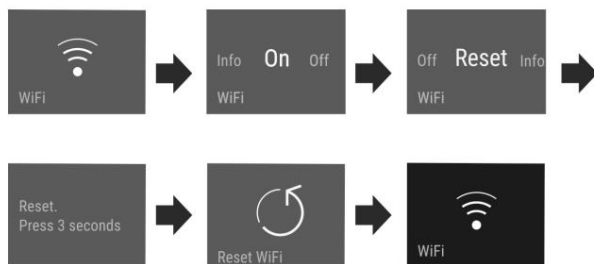 WiFi
Info On Off
WiFi
Off Reset Info
WiFi
Reset.
Press 3 seconds
Reset WiFi
WiFi